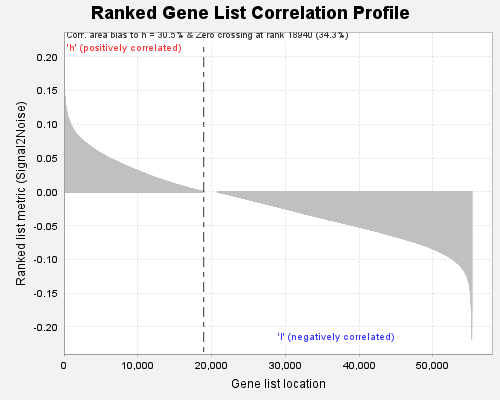 Ranked Gene List Correlation Profile
Corr. area bias to 'h' = 30.5% & Zero crossing at rank 18940 (34.3%)
'h' (positively correlated)
0.20
0.15
0.10
0.05
0.00
-0.05
-0.10
-0.15
-0.20
Ranked list metric (Signal2Noise)
'l' (negatively correlated)
0
10,000
20,000
30,000
40,000
50,000
Gene list location